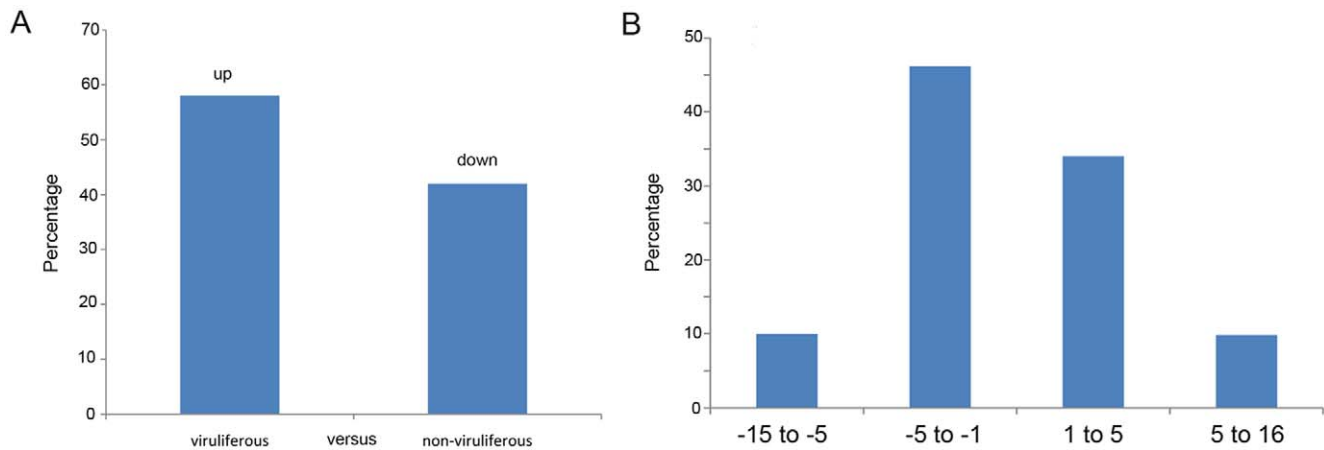 A
70
60
50
40
30
20
10
0
Percentage
up
down
viruliferous versus non-viruliferous
B
50
40
30
20
10
0
Percentage
-15 to -5 -5 to -1 1 to 5 5 to 16